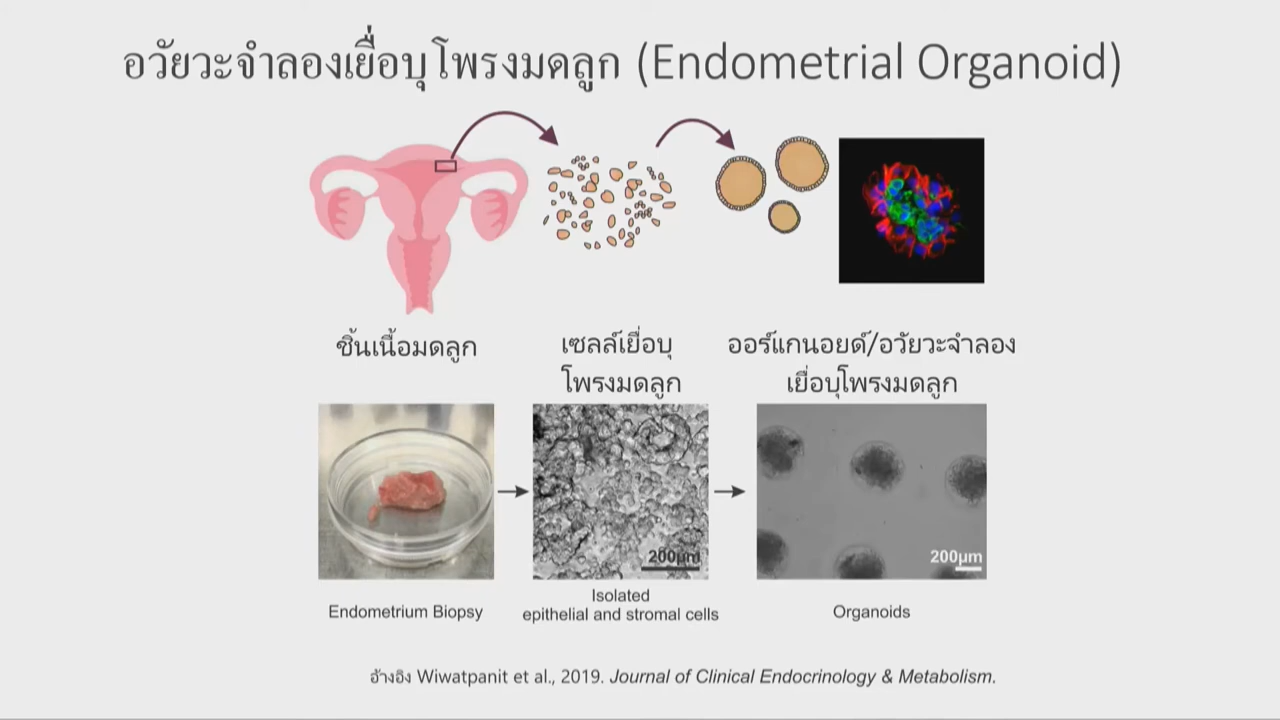 อวัยวะจำลองเยื่อบุโพรงมดลูก (Endometrial Organoid)
ชิ้นเนื้อมดลูก
เซลล์เยื่อบุ
โพรงมดลูก
ออร์แกนอยด์/อวัยวะจำลอง
เยื่อบุโพรงมดลูก
200µm
200µm
Endometrium Biopsy
Isolated
epithelial and stromal cells
Organoids
อ้างอิง Wiwatpanit et al., 2019. Journal of Clinical Endocrinology & Metabolism.